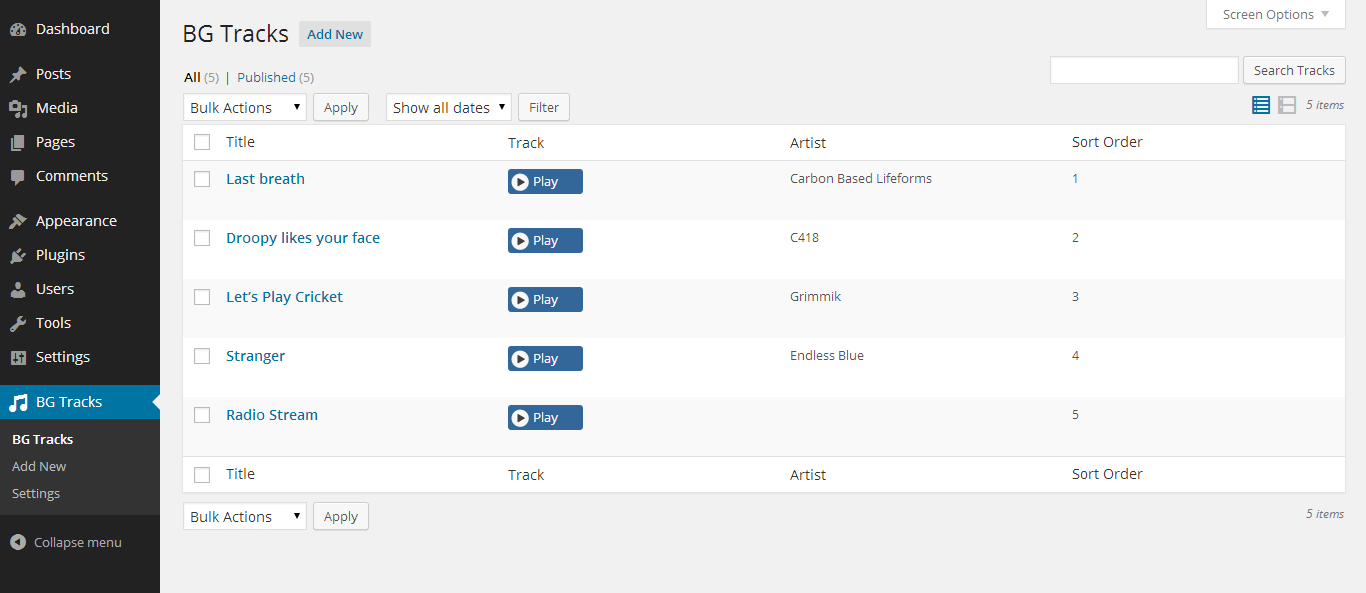 Dashboard
Posts
Media
Pages
Comments
Appearance
Plugins
Users
Tools
Settings
BG Tracks
BG Tracks
Add New
Settings
Collapse menu
Screen Options
BG Tracks Add New
All (5) | Published (5)
Search Tracks
Bulk Actions Apply Show all dates Filter
5 items
Title Track Artist Sort Order
Last breath Play Carbon Based Lifeforms 1
Droopy likes your face Play C418 2
Let’s Play Cricket Play Grimmik 3
Stranger Play Endless Blue 4
Radio Stream Play 5
Title Track Artist Sort Order
Bulk Actions Apply
5 items